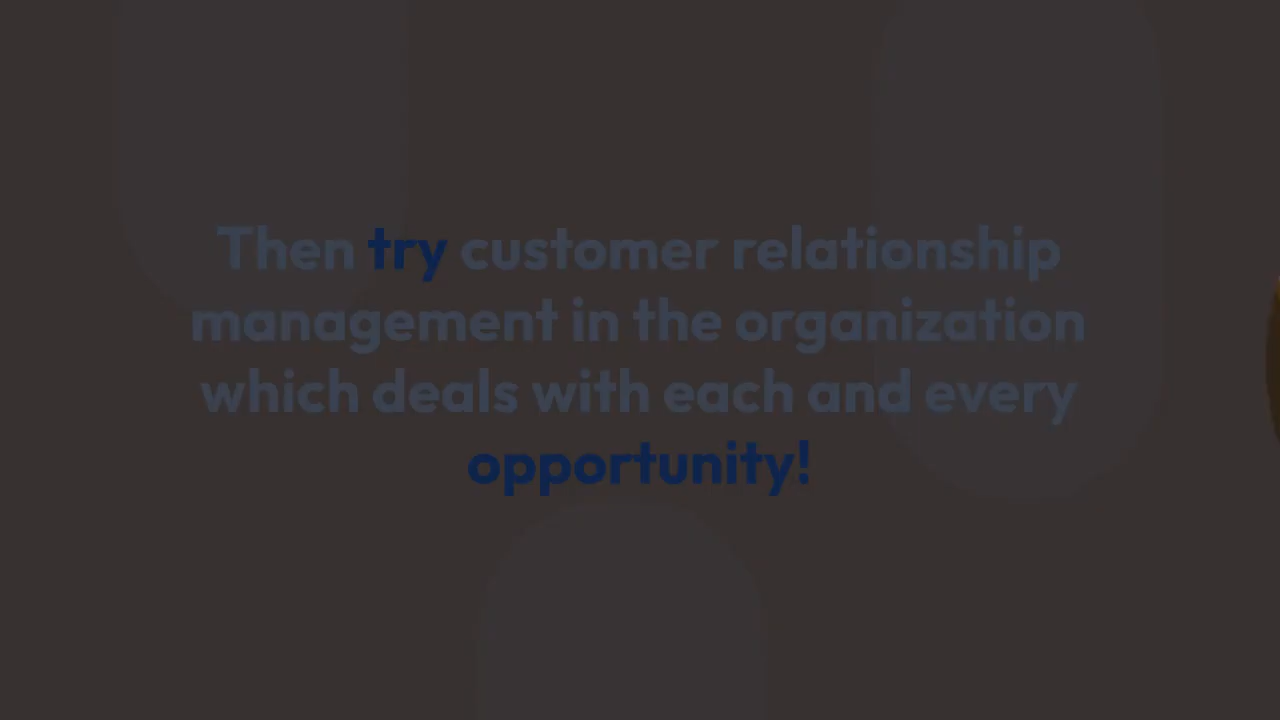 Then try customer relationship
management in the organization
which deals with each and every
opportunity!